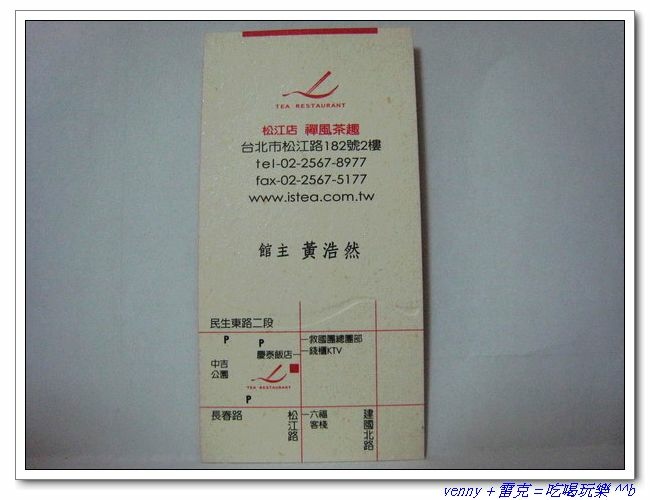 TEA RESTAURANT
松江店 禪風茶趣
台北市松江路182號2樓
tel-02-2567-8977
fax-02-2567-5177
www.istea.com.tw
館主 黃浩然
民生東路二段
P
P
救國團總團部
慶泰飯店
錢櫃KTV
中吉
公園
TEA RESTAURANT
P
長春路
松江路
六福
客棧
建國北路
venny + 雷克 = 吃喝玩樂 ^^b